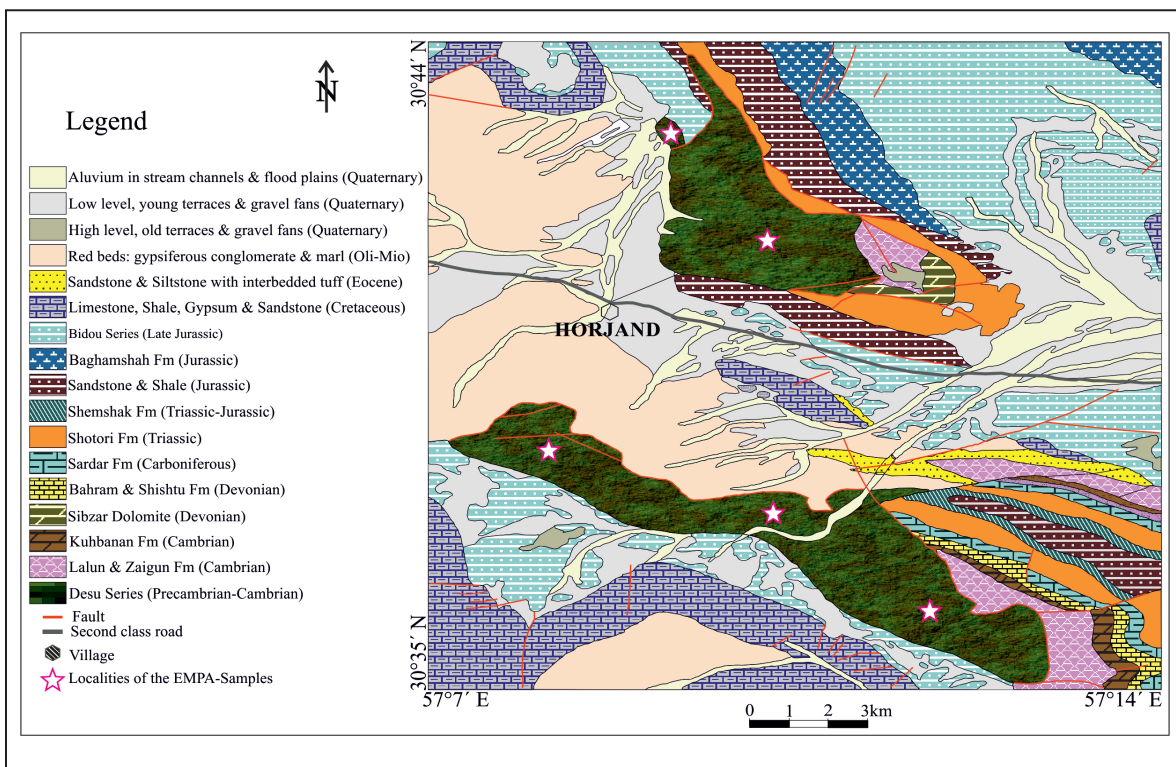 N
Legend
Aluvium in stream channels & flood plains (Quaternary)
Low level, young terraces & gravel fans (Quaternary)
High level, old terraces & gravel fans (Quaternary)
Red beds: gypsiferous conglomerate & marl (Oli-Mio)
Sandstone & Siltstone with interbedded tuff (Eocene)
Limestone, Shale, Gypsum & Sandstone (Cretaceous)
Bidou Series (Late Jurassic)
Baghamshah Fm (Jurassic)
Sandstone & Shale (Jurassic)
Shemshak Fm (Triassic-Jurassic)
Shotori Fm (Triassic)
Sardar Fm (Carboniferous)
Bahram & Shishtu Fm (Devonian)
Sibzar Dolomite (Devonian)
Kuhbanan Fm (Cambrian)
Lalun & Zaigun Fm (Cambrian)
Desu Series (Precambrian-Cambrian)
Fault
Second class road
Village
Localities of the EMPA-Samples
30°44´ N
HORJAND
30°35´ N
57°7´ E
57°14´ E
0 1 2 3km